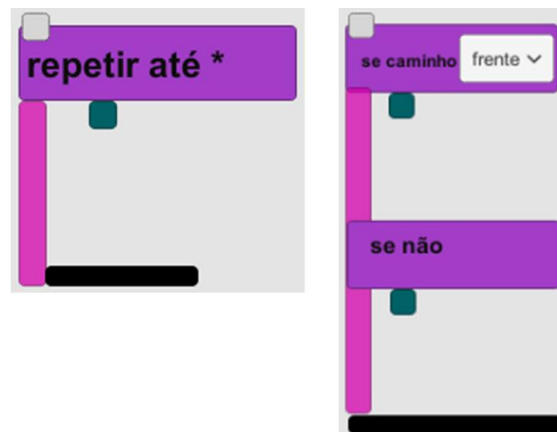 repetir até *
se caminho frente
se não